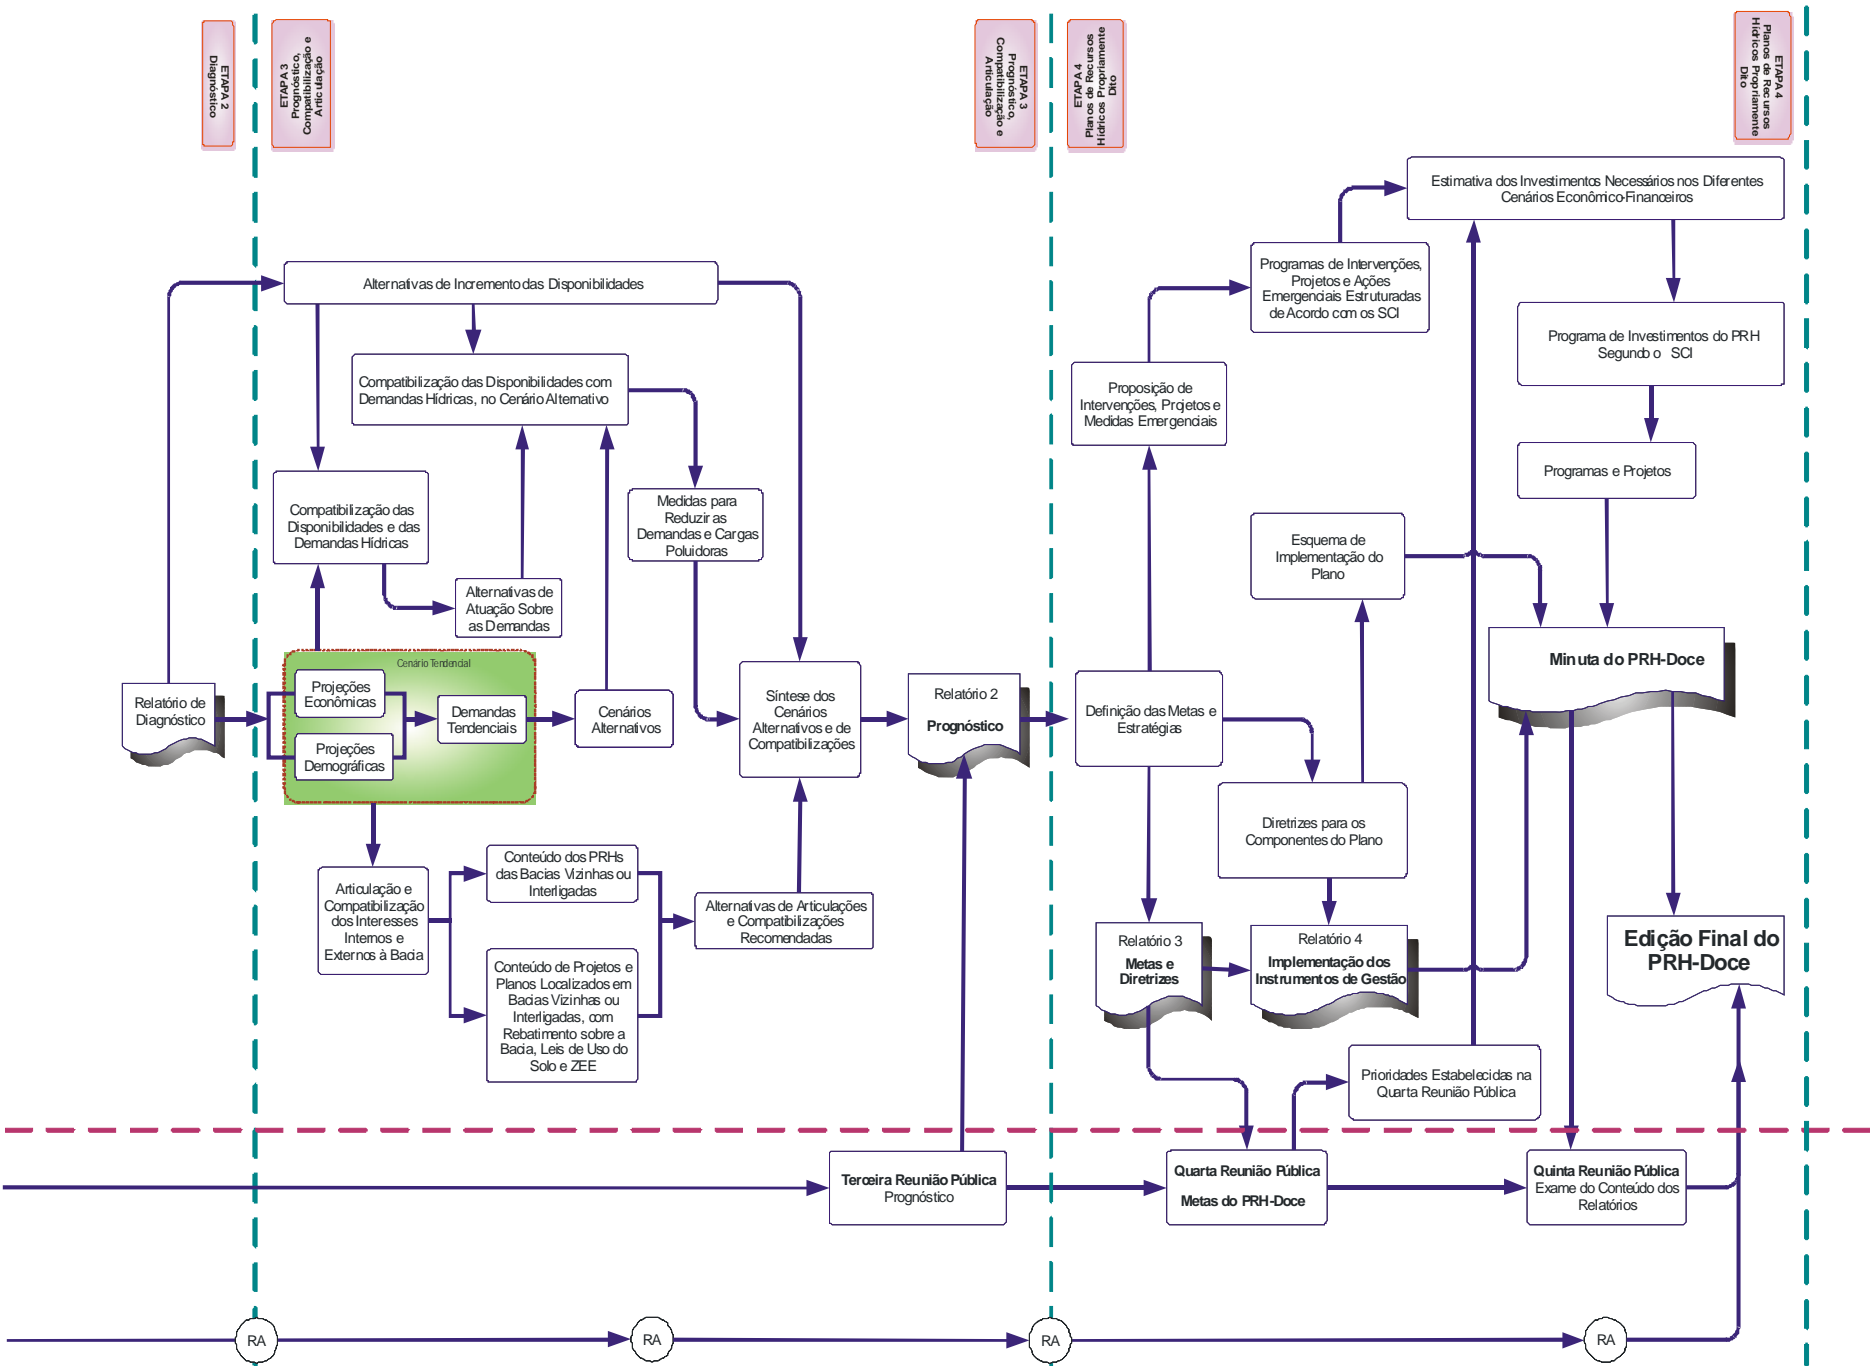 ETAPA 2
Diagnóstico
ETAPA 3
Prognóstico,
Compatibilização e
Articulação
ETAPA 3
Prognóstico,
Compatibilização e
Articulação
ETAPA 4
Planos de Recursos
Hídricos Propriamente
Dito
ETAPA 4
Planos de Recursos
Hídricos Propriamente
Dito
Estimativa dos Investimentos Necessários nos Diferentes
Cenários Econômico-Financeiros
Alternativas de Incremento das Disponibilidades
Programas de Intervenções,
Projetos e Ações
Emergenciais Estruturadas
de Acordo com os SCI
Programa de Investimentos do PRH
Segundo o SCI
Compatibilização das Disponibilidades com
Demandas Hídricas, no Cenário Alternativo
Proposição de
Intervenções, Projetos e
Medidas Emergenciais
Programas e Projetos
Compatibilização das
Disponibilidades e das
Demandas Hídricas
Medidas para
Reduzir as
Demandas e Cargas
Poluidoras
Esquema de
Implementação do
Plano
Alternativas de
Atuação Sobre
as Demandas
Cenário Tendencial
Projeções
Econômicas
Projeções
Demográficas
Demandas
Tendenciais
Relatório de
Diagnóstico
Cenários
Alternativos
Síntese dos
Cenários
Alternativos e de
Compatibilizações
Relatório 2
Prognóstico
Definição das Metas e
Estratégias
Minuta do PRH-Doce
Diretrizes para os
Componentes do Plano
Articulação e
Compatibilização
dos Interesses
Internos e
Externos à Bacia
Conteúdo dos PRHs
das Bacias Vizinhas ou
Interligadas
Alternativas de Articulações
e Compatibilizações
Recomendadas
Conteúdo de Projetos e
Planos Localizados em
Bacias Vizinhas ou
Interligadas, com
Rebatimento sobre a
Bacia, Leis de Uso do
Solo e ZEE
Relatório 3
Metas e
Diretrizes
Relatório 4
Implementação dos
Instrumentos de Gestão
Edição Final do
PRH-Doce
Prioridades Estabelecidas na
Quarta Reunião Pública
Terceira Reunião Pública
Prognóstico
Quarta Reunião Pública
Metas do PRH-Doce
Quinta Reunião Pública
Exame do Conteúdo dos
Relatórios
RA
RA
RA
RA